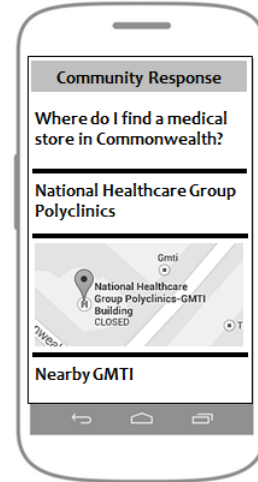 Community Response
Where do I find a medical
store in Commonwealth?
National Healthcare Group
Polyclinics
Gmti
National Healthcare
Group Polyclinics-GMTI
Building
CLOSED
H
T
Nearby GMTI